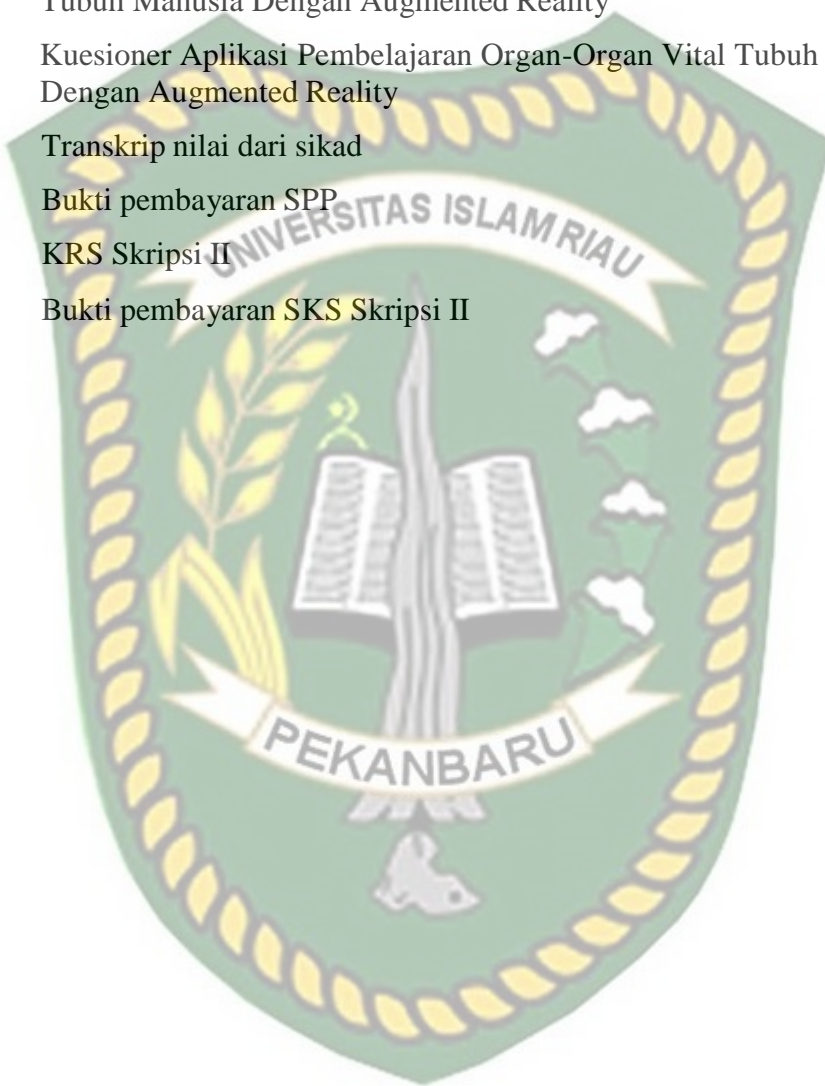 Tubuh Manusia Dengan Augmented Reality
Kuesioner Aplikasi Pembelajaran Organ-Organ Vital Tubuh
Dengan Augmented Reality
Transkrip nilai dari sikad
Bukti pembayaran SPP
UNIVERSITAS ISLAM RIAU
KRS Skripsi II
Bukti pembayaran SKS Skripsi II
PEKANBARU